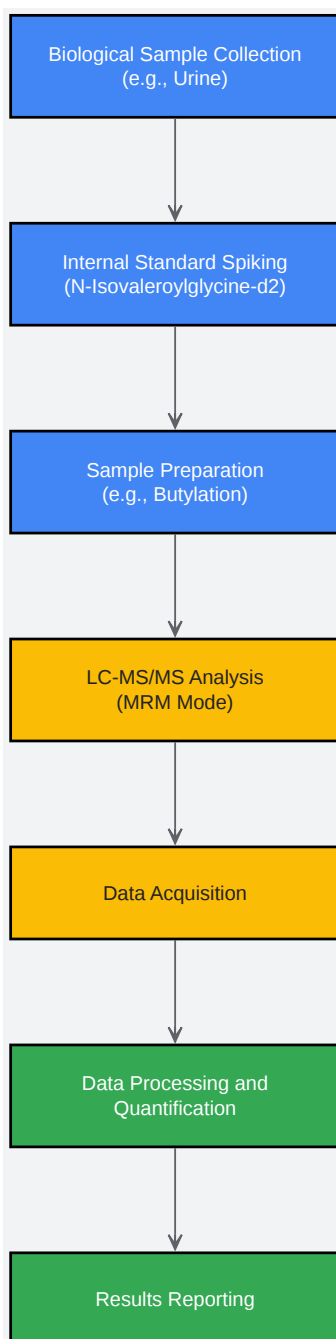 Biological Sample Collection
(e.g., Urine)
Internal Standard Spiking
(N-Isovaleroylglycine-d2)
Sample Preparation
(e.g., Butylation)
LC-MS/MS Analysis
(MRM Mode)
Data Acquisition
Data Processing and
Quantification
Results Reporting